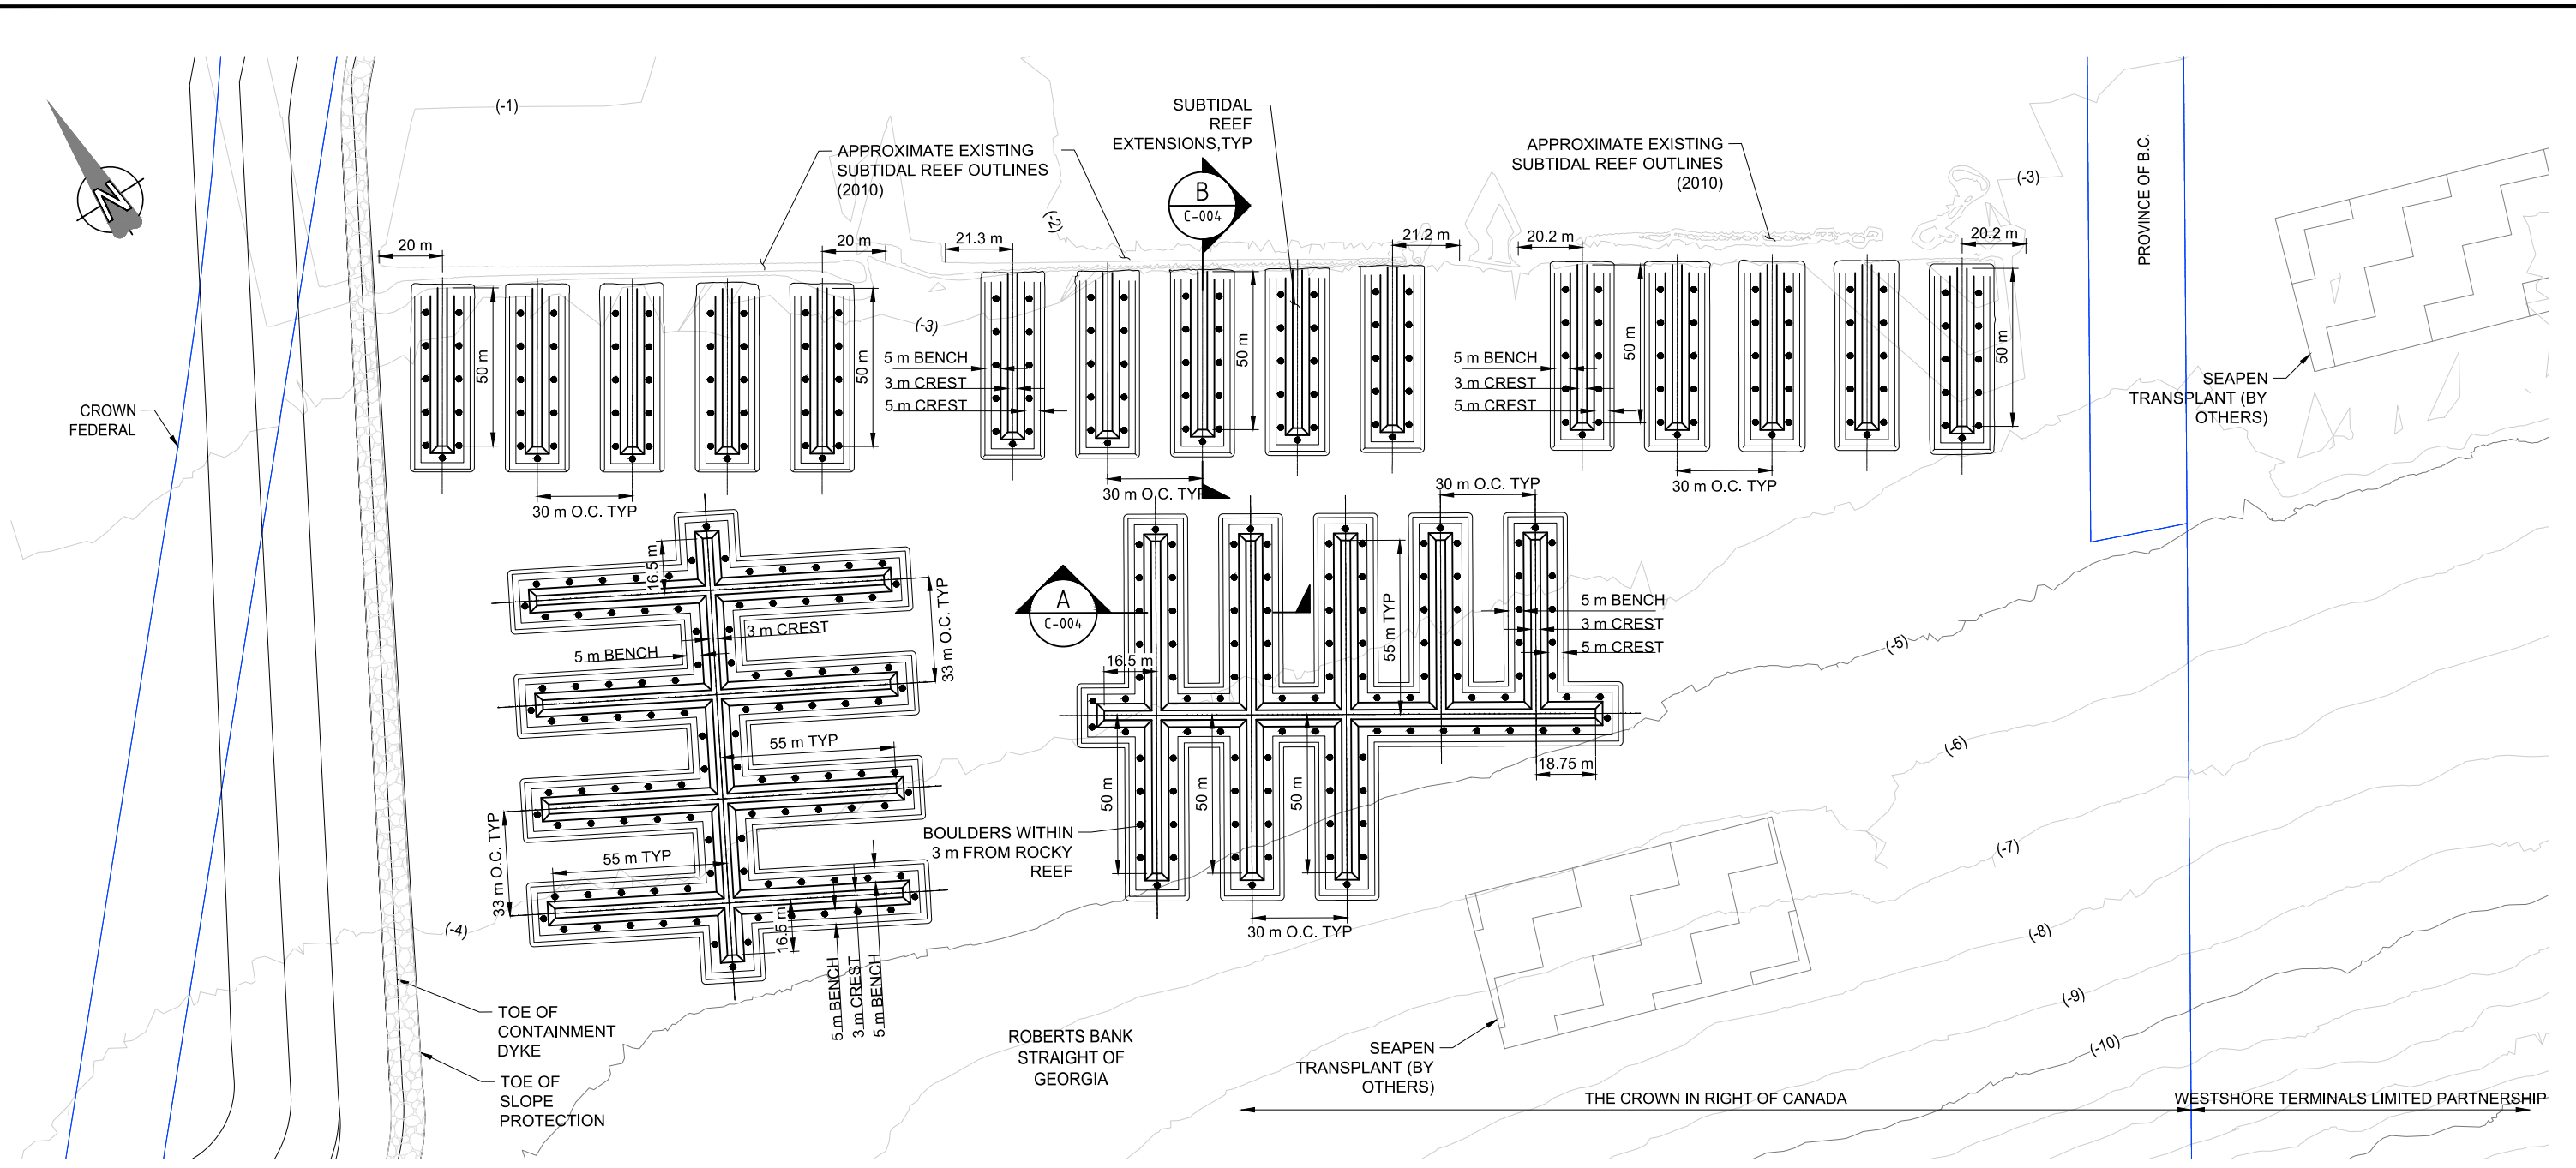 (-1)
SUBTIDAL
REEF
EXTENSIONS,TYP
APPROXIMATE EXISTING
SUBTIDAL REEF OUTLINES
(2010)
APPROXIMATE EXISTING
SUBTIDAL REEF OUTLINES
(2010)
PROVINCE OF B.C.
N
B
C-004
(-2)
(-3)
20 m
20 m
21.3 m
21.2 m
20.2 m
20.2 m
(-3)
50 m
50 m
50 m
50 m
50 m
5 m BENCH
3 m CREST
5 m CREST
5 m BENCH
3 m CREST
5 m CREST
CROWN
FEDERAL
SEAPEN
TRANSPLANT (BY
OTHERS)
30 m O.C. TYP
30 m O.C. TYP
30 m O.C. TYP
30 m O.C. TYP
16.5 m
3 m CREST
5 m BENCH
33 m O.C. TYP
55 m TYP
33 m O.C. TYP
55 m TYP
16.5 m
5 m BENCH
3 m CREST
5 m BENCH
A
C-004
16.5 m
55 m TYP
5 m BENCH
3 m CREST
5 m CREST
18.75 m
50 m
50 m
50 m
30 m O.C. TYP
BOULDERS WITHIN
3 m FROM ROCKY
REEF
(-4)
(-5)
(-6)
(-7)
(-8)
(-9)
(-10)
TOE OF
CONTAINMENT
DYKE
TOE OF
SLOPE
PROTECTION
ROBERTS BANK
STRAIGHT OF
GEORGIA
SEAPEN
TRANSPLANT (BY
OTHERS)
THE CROWN IN RIGHT OF CANADA
WESTSHORE TERMINALS LIMITED PARTNERSHIP